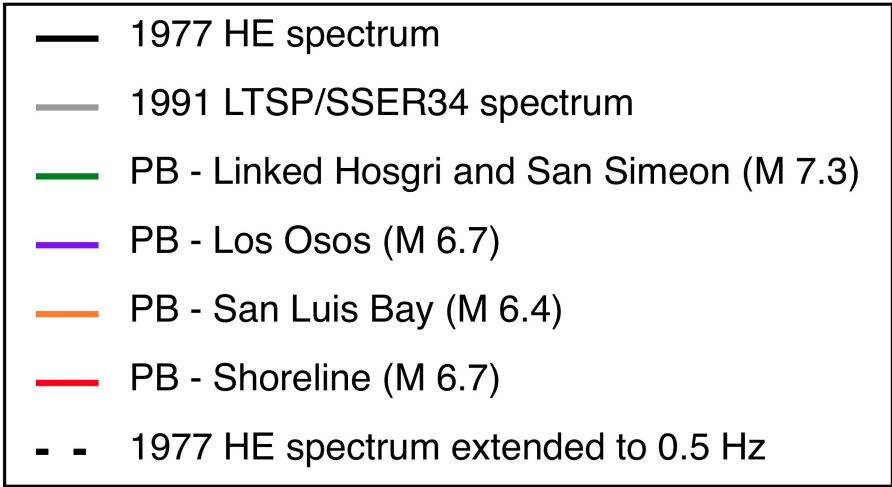 1977 HE spectrum
1991 LTSP/SSER34 spectrum
PB - Linked Hosgri and San Simeon (M 7.3)
PB - Los Osos (M 6.7)
PB - San Luis Bay (M 6.4)
PB - Shoreline (M 6.7)
1977 HE spectrum extended to 0.5 Hz